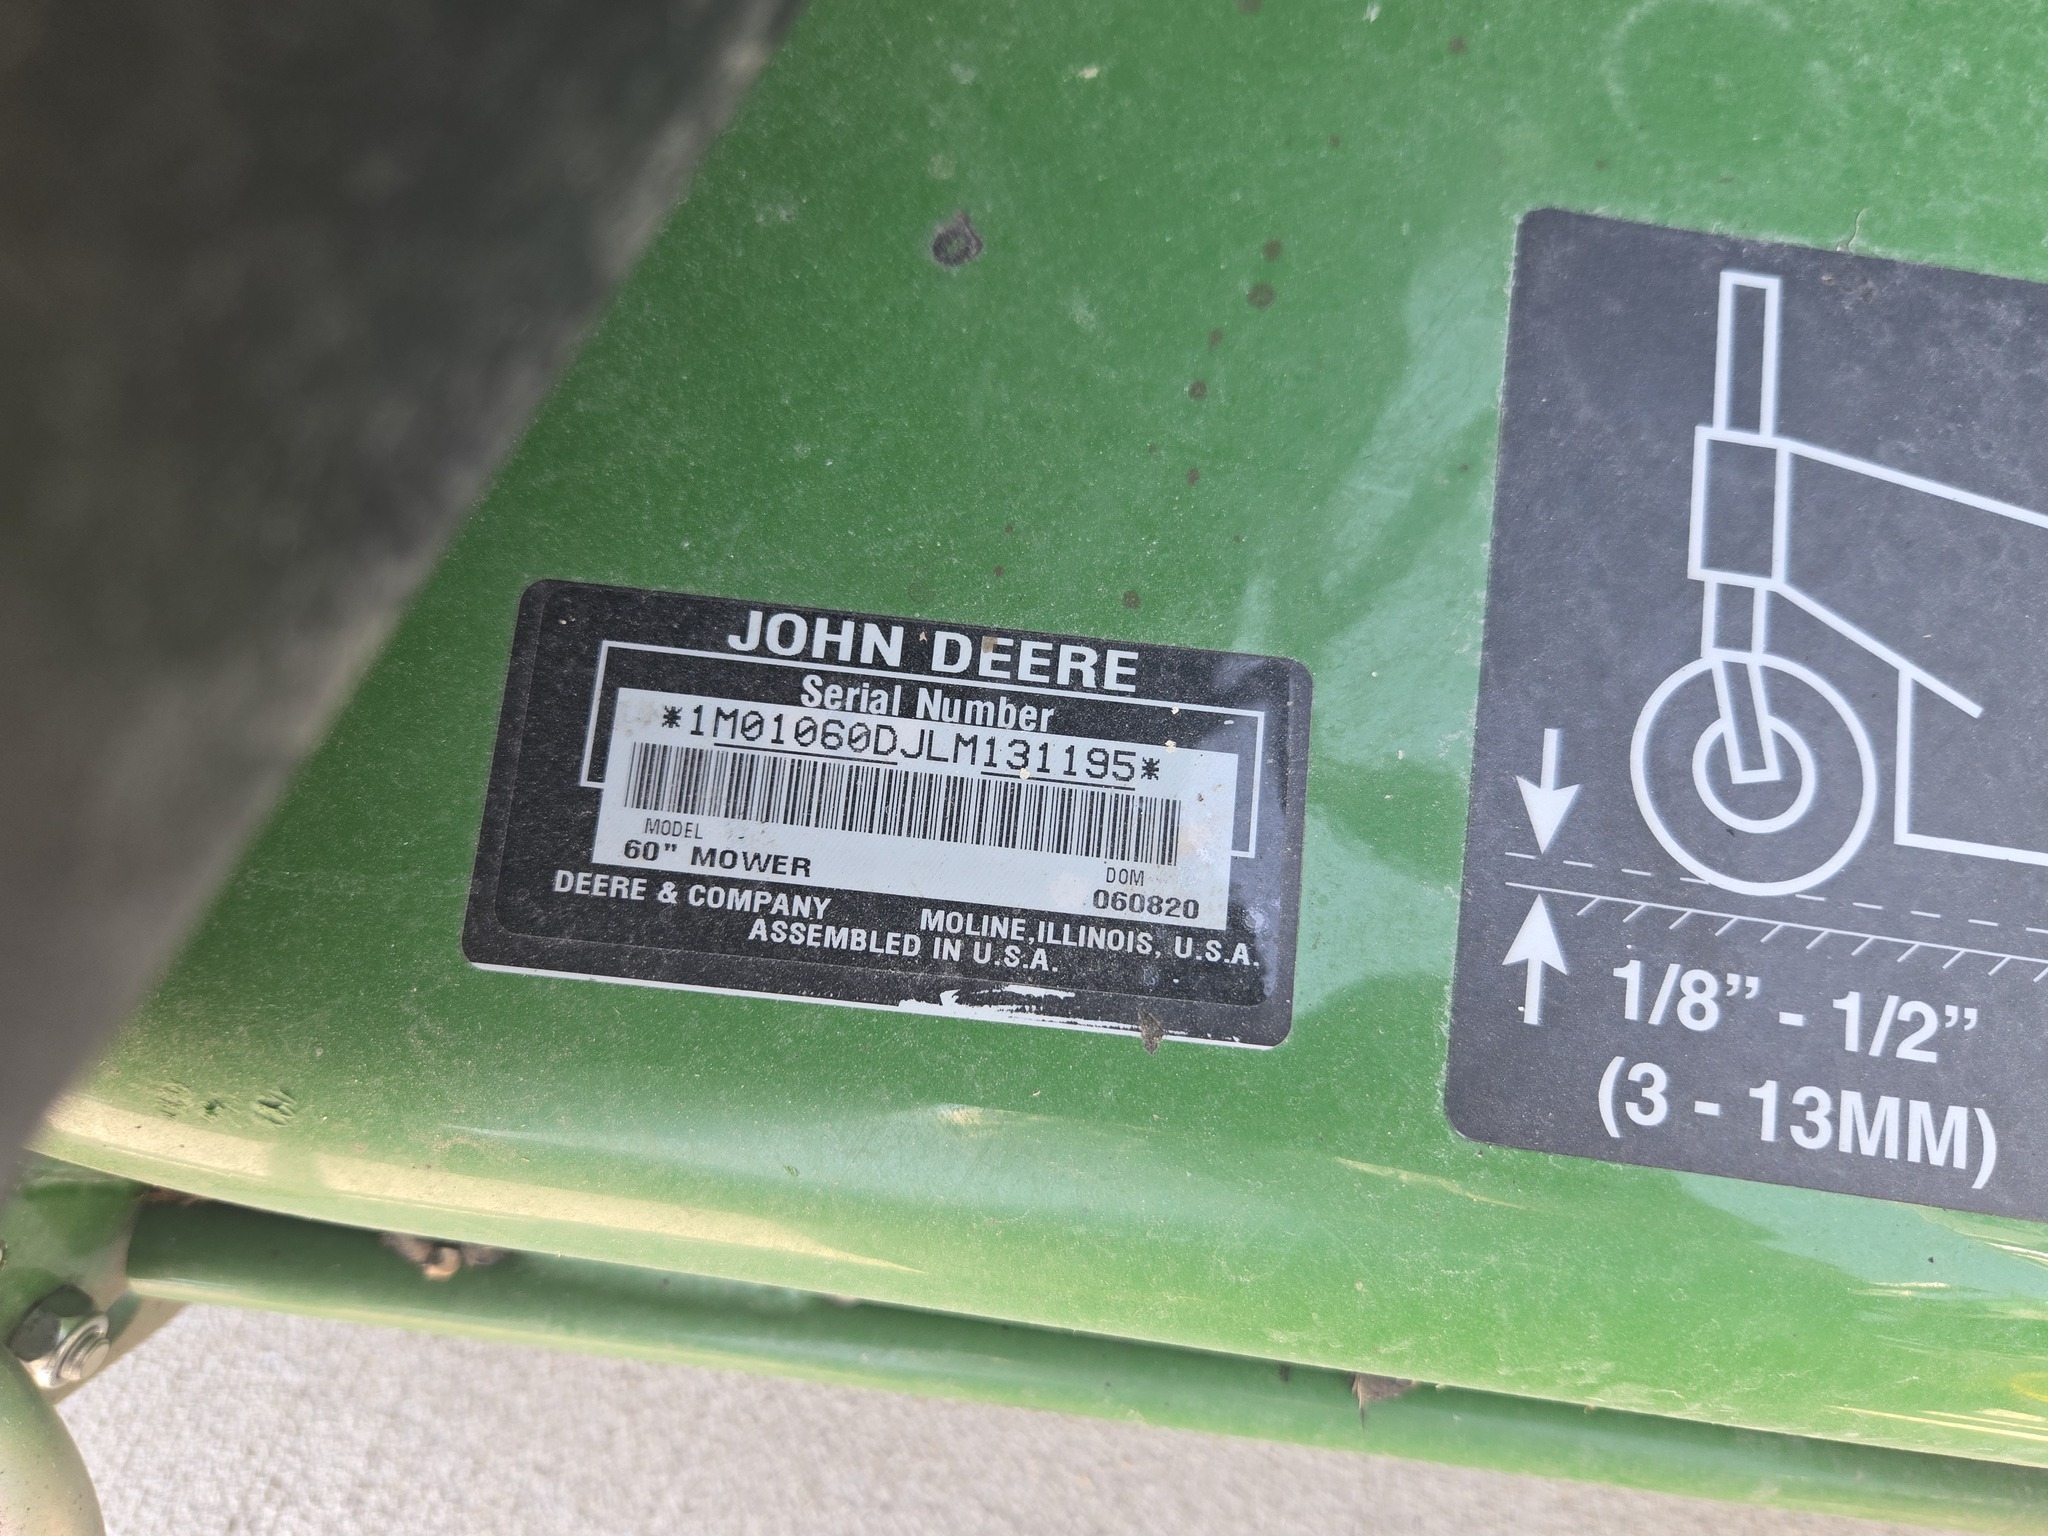 JOHN DEERE
Serial Number
*1M01060DJLM131195*
MODEL
60" MOWER
DOM
060820
DEERE & COMPANY MOLINE, ILLINOIS, U.S.A.
ASSEMBLED IN U.S.A.
1/8" - 1/2"
(3 - 13MM)